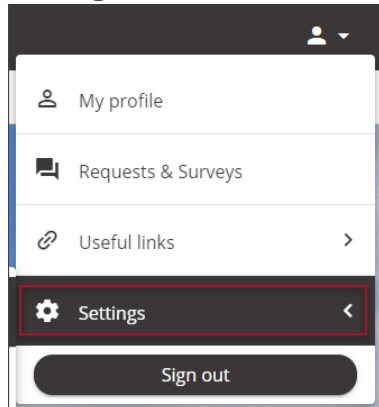 My profile
Requests & Surveys
Useful links
Settings
Sign out